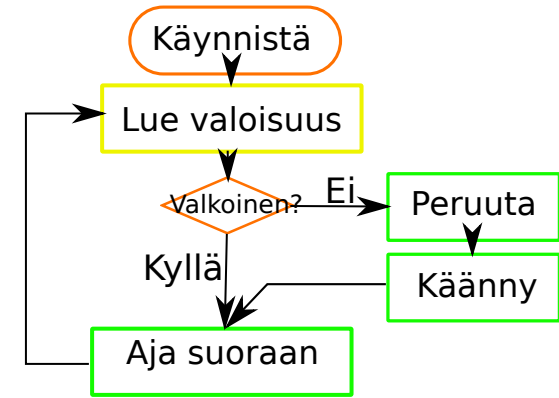 Käynnistä
Lue valoisuus
Valkoinen?
Ei
Peruuta
Kyllä
Käänny
Aja suoraan